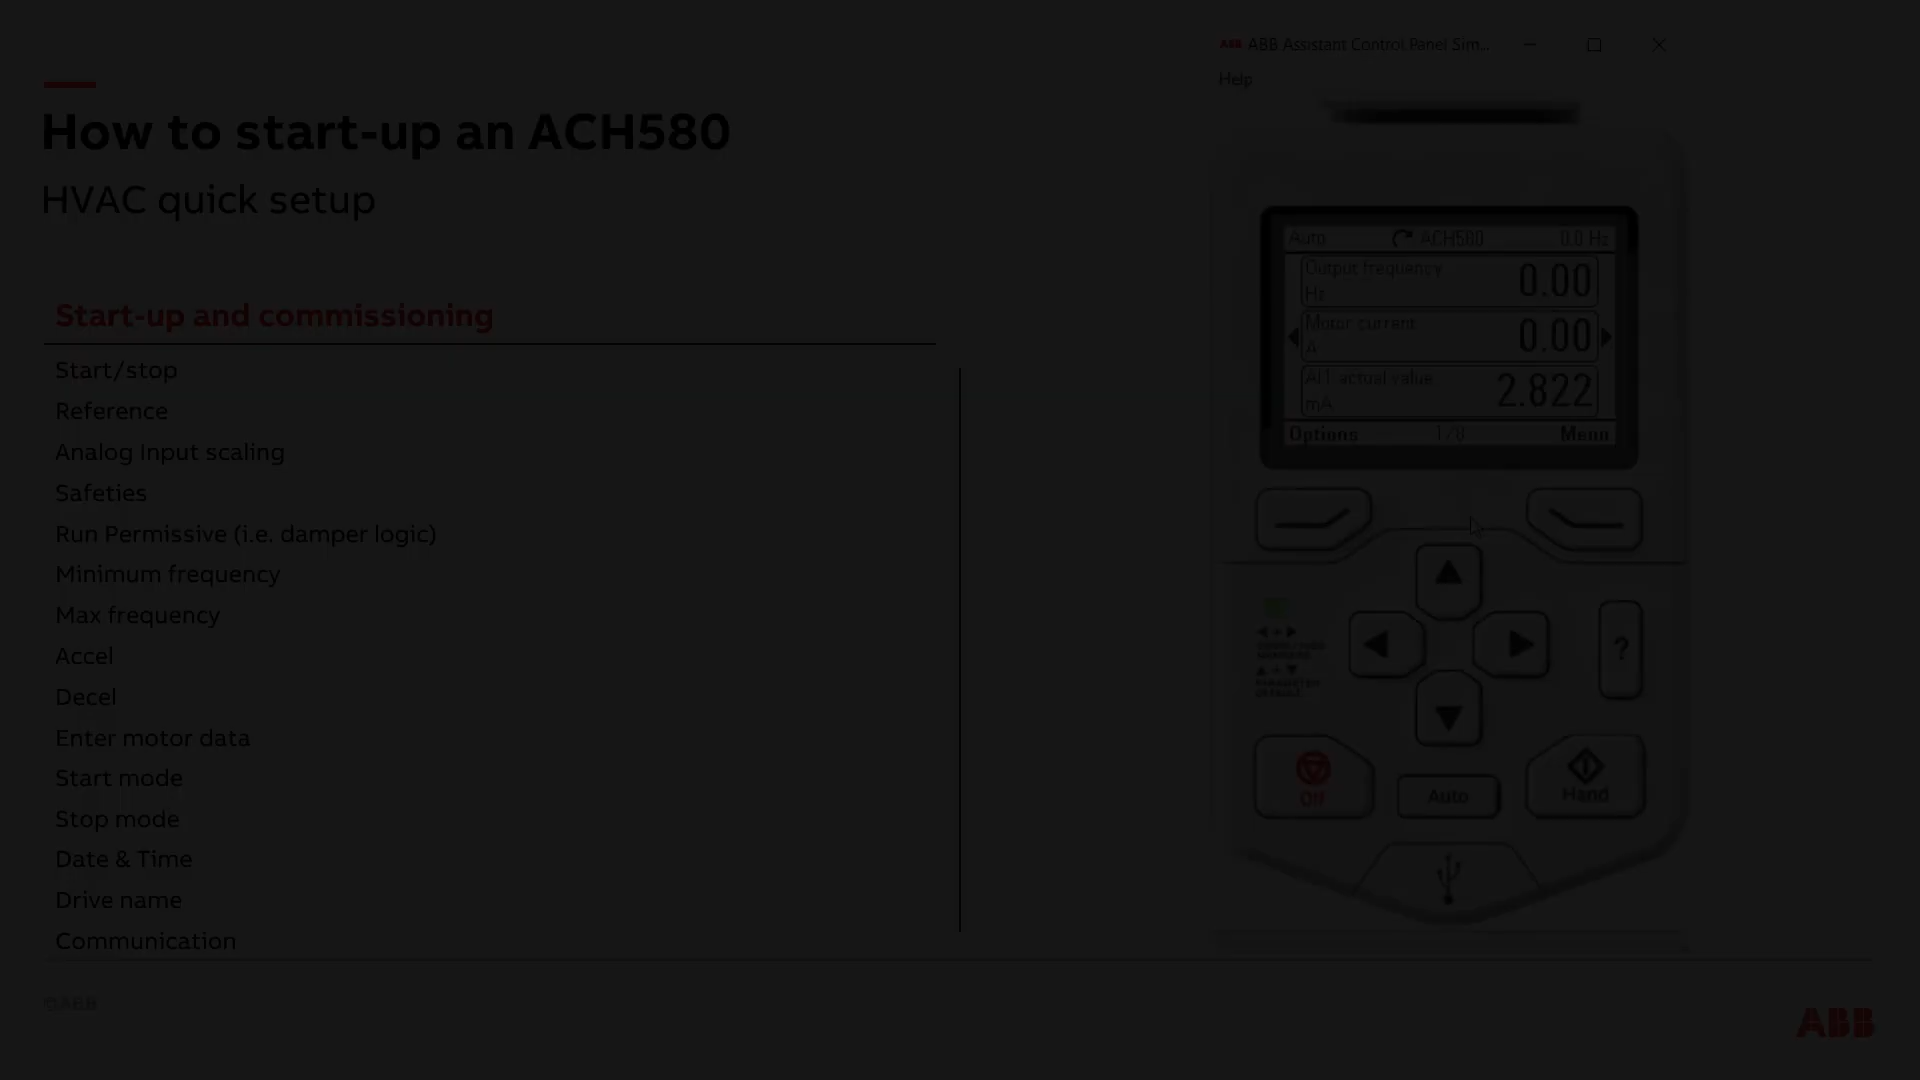 How to start-up an ACH580
HVAC quick setup
Start-up and commissioning
Start/stop
Reference
Analog Input scaling
Safeties
Run Permissive (i.e. damper logic)
Minimum frequency
Max frequency
Accel
Decel
Enter motor data
Start mode
Stop mode
Date & Time
Drive name
Communication
©ABB
ABB ABB Assistant Control Panel Sim...
Help
Auto ACH580 0.0 Hz
Output frequency
Hz
0.00
Motor current
A
0.00
AI1 actual value
mA
2.822
Options 1/8 Menu
?
Off
Auto
Hand
ABB